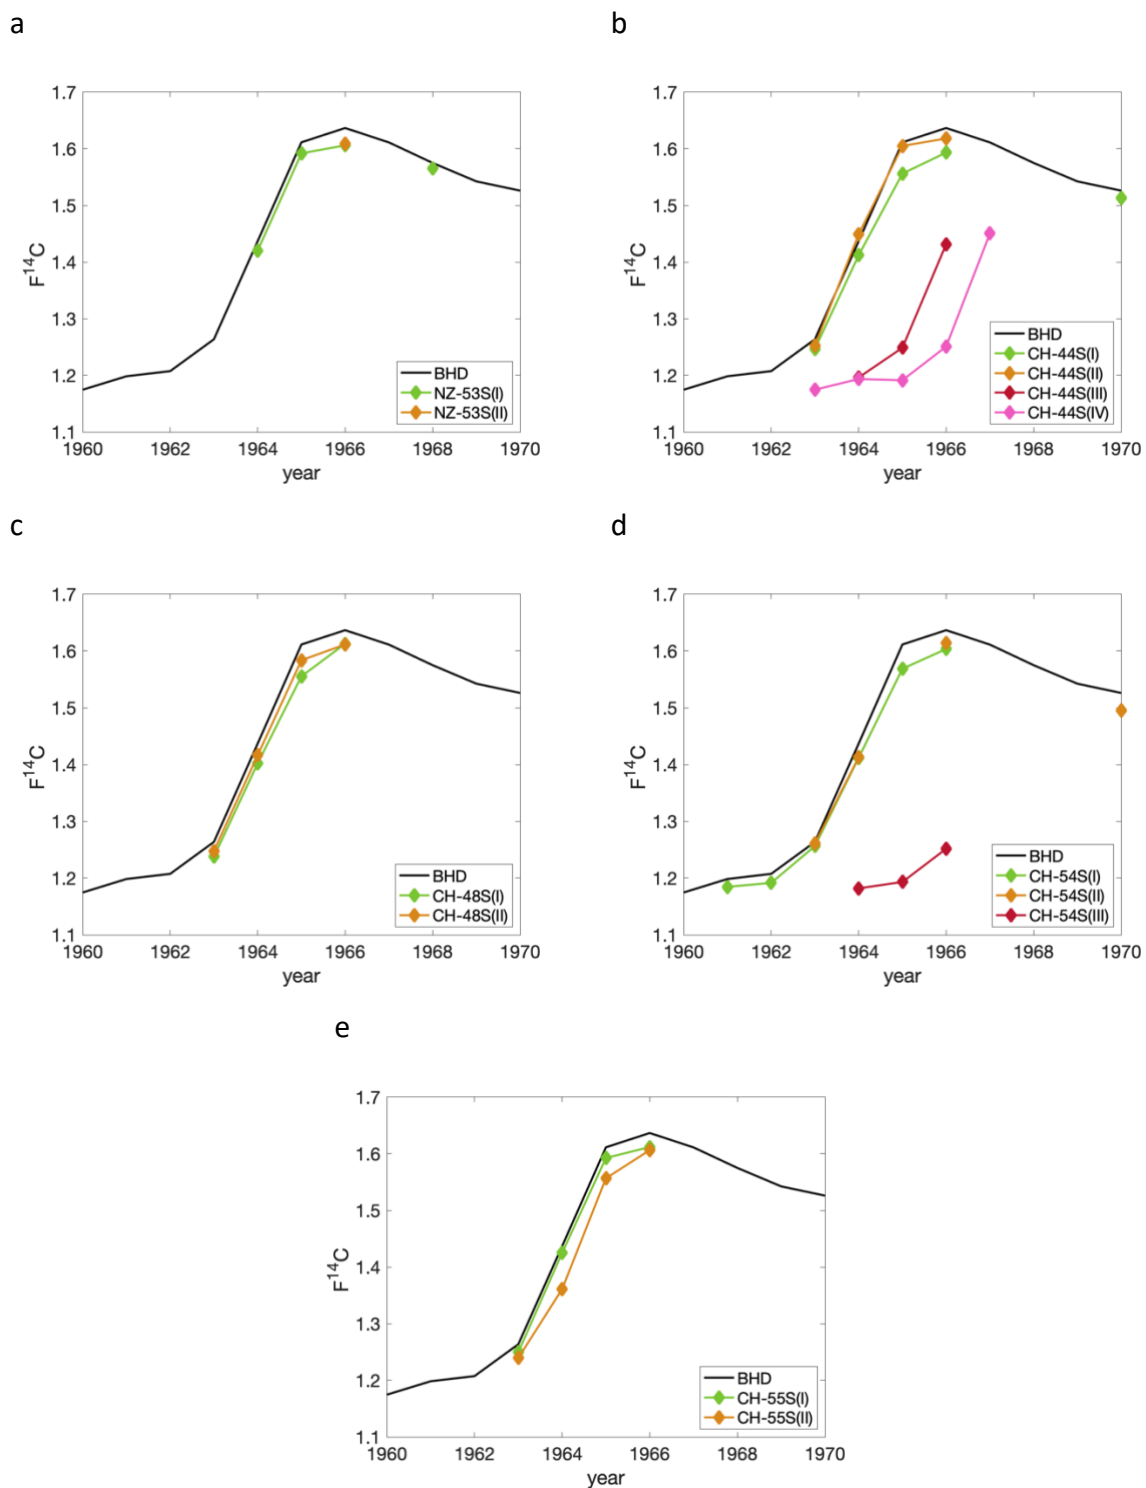 a
1.7
1.6
1.5
1.4
1.3
1.2
1.1
F14C
BHD
NZ-53S(I)
NZ-53S(II)
1960 1962 1964 1966 1968 1970
year
b
1.7
1.6
1.5
1.4
1.3
1.2
1.1
F14C
BHD
CH-44S(I)
CH-44S(II)
CH-44S(III)
CH-44S(IV)
1960 1962 1964 1966 1968 1970
year
c
1.7
1.6
1.5
1.4
1.3
1.2
1.1
F14C
BHD
CH-48S(I)
CH-48S(II)
1960 1962 1964 1966 1968 1970
year
d
1.7
1.6
1.5
1.4
1.3
1.2
1.1
F14C
BHD
CH-54S(I)
CH-54S(II)
CH-54S(III)
1960 1962 1964 1966 1968 1970
year
e
1.7
1.6
1.5
1.4
1.3
1.2
1.1
F14C
BHD
CH-55S(I)
CH-55S(II)
1960 1962 1964 1966 1968 1970
year